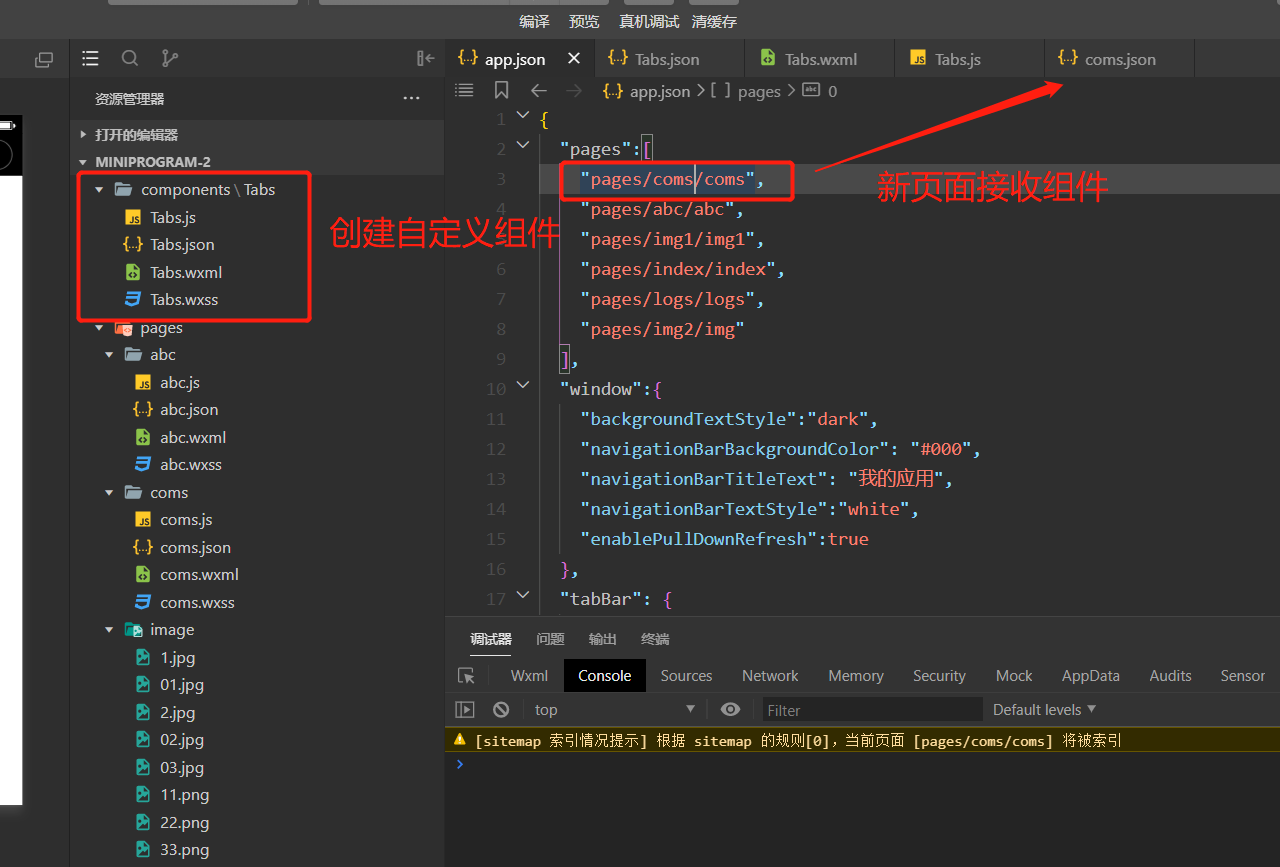 编译 预览 真机调试 清缓存
app.json Tabs.json Tabs.wxml Tabs.js coms.json
资源管理器
app.json > [ ] pages > 0
打开的编辑器
MINIPROGRAM-2
components \ Tabs
Tabs.js
Tabs.json
Tabs.wxml
Tabs.wxss
pages
abc
abc.js
abc.json
abc.wxml
abc.wxss
coms
coms.js
coms.json
coms.wxml
coms.wxss
image
1.jpg
01.jpg
2.jpg
02.jpg
03.jpg
11.png
22.png
33.png
创建自定义组件
新页面接收组件
1 {
2 "pages":[
3 "pages/coms/coms",
4 "pages/abc/abc",
"pages/img1/img1",
6 "pages/index/index",
7 "pages/logs/logs",
8 "pages/img2/img"
9 ],
10 "window":{
11 "backgroundTextStyle":"dark",
12 "navigationBarBackgroundColor": "#000",
13 "navigationBarTitleText": "我的应用",
14 "navigationBarTextStyle":"white",
15 "enablePullDownRefresh":true
16 },
17 "tabBar": {
调试器 问题 输出 终端
Wxml Console Sources Network Memory Security Mock AppData Audits Sensor
top Filter Default levels
[sitemap 索引情况提示] 根据 sitemap 的规则[0]，当前页面 [pages/coms/coms] 将被索引